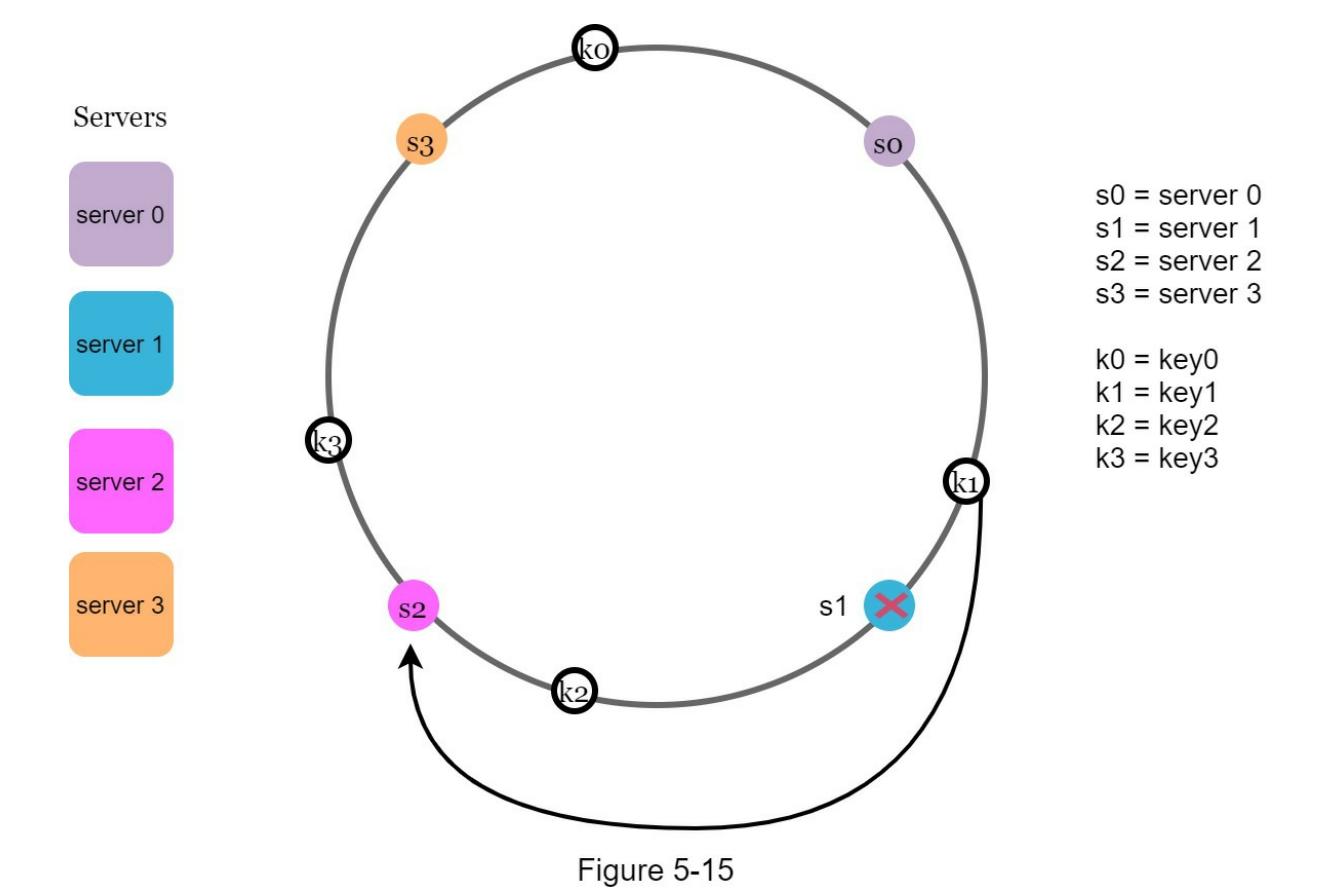 Servers
server 0
server 1
server 2
server 3
k0
s3
s0
k3
k1
s2
s1
k2
s0 = server 0
s1 = server 1
s2 = server 2
s3 = server 3
k0 = key0
k1 = key1
k2 = key2
k3 = key3
Figure 5-15